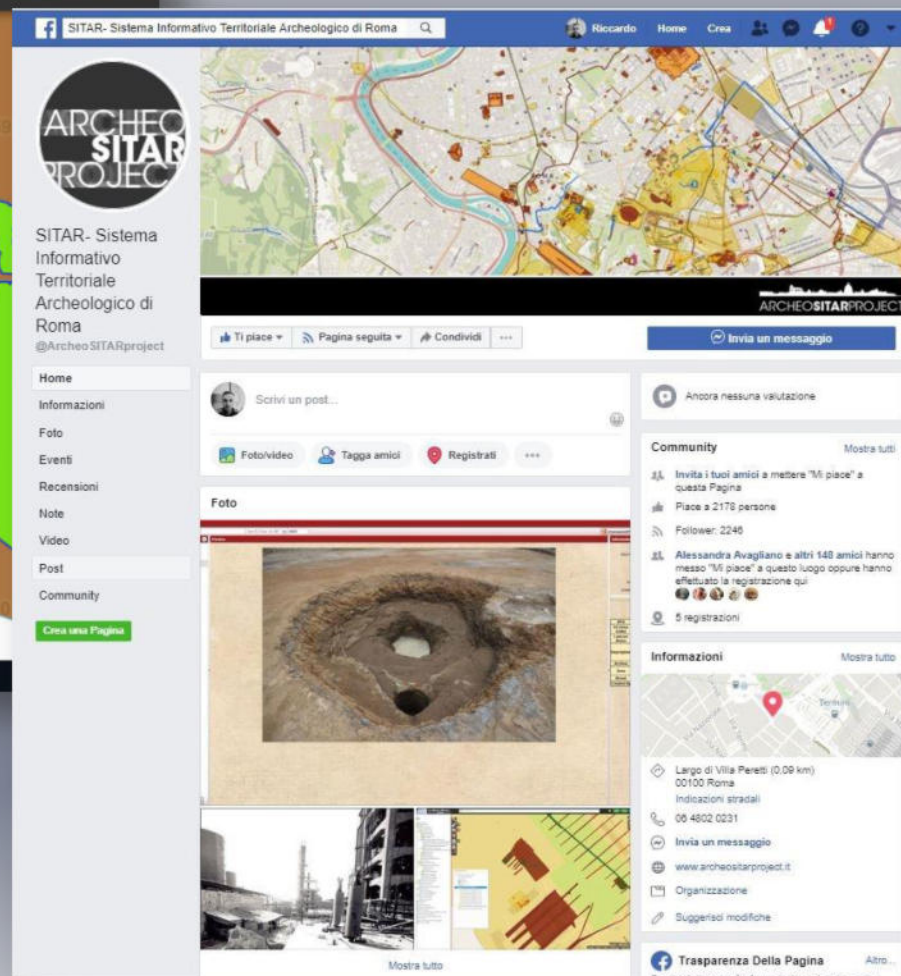 SITAR- Sistema Informativo Territoriale Archeologico di Roma
Riccardo
Home
Crea
1
ARCHEO
SITAR
PROJECT
SITAR- Sistema
Informativo
Territoriale
Archeologico di
Roma
@ArcheoSITARproject
Home
Informazioni
Foto
Eventi
Recensioni
Note
Video
Post
Community
Crea una Pagina
ARCHEOSITARPROJECT
Ti piace
Pagina seguita
Condividi
Invia un messaggio
Scrivi un post...
Foto/video
Tagga amici
Registrati
Foto
Mostra tutto
Ancora nessuna valutazione
Community
Mostra tutti
Invita i tuoi amici a mettere "Mi piace" a
questa Pagina
Piace a 2178 persone
Follower: 2246
Alessandra Avagliano e altri 148 amici hanno
messo "Mi piace" a questo luogo oppure hanno
effettuato la registrazione qui
5 registrazioni
Informazioni
Mostra tutto
Termini
Via Nazionale
Largo di Villa Peretti (0.09 km)
00100 Roma
Indicazioni stradali
06 4802 0231
Invia un messaggio
www.archeositarproject.it
Organizzazione
Suggerisci modifiche
Trasparenza Della Pagina
Altro...